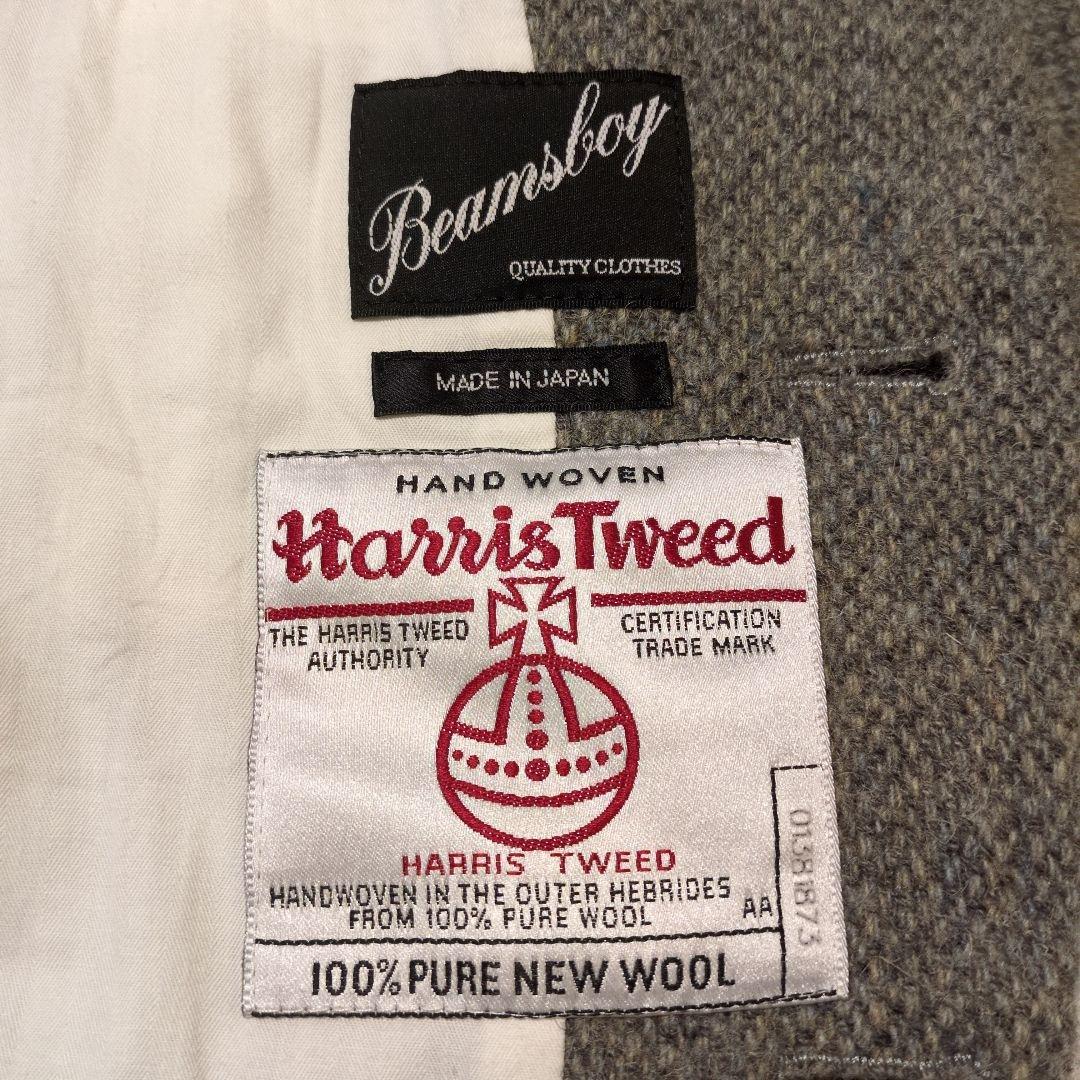 Beamsboy
QUALITY CLOTHES
MADE IN JAPAN
HAND WOVEN
Harris Tweed
THE HARRIS TWEED
AUTHORITY
CERTIFICATION
TRADE MARK
HARRIS TWEED
HANDWOVEN IN THE OUTER HEBRIDES
FROM 100% PURE WOOL
AA
100% PURE NEW WOOL
01581873